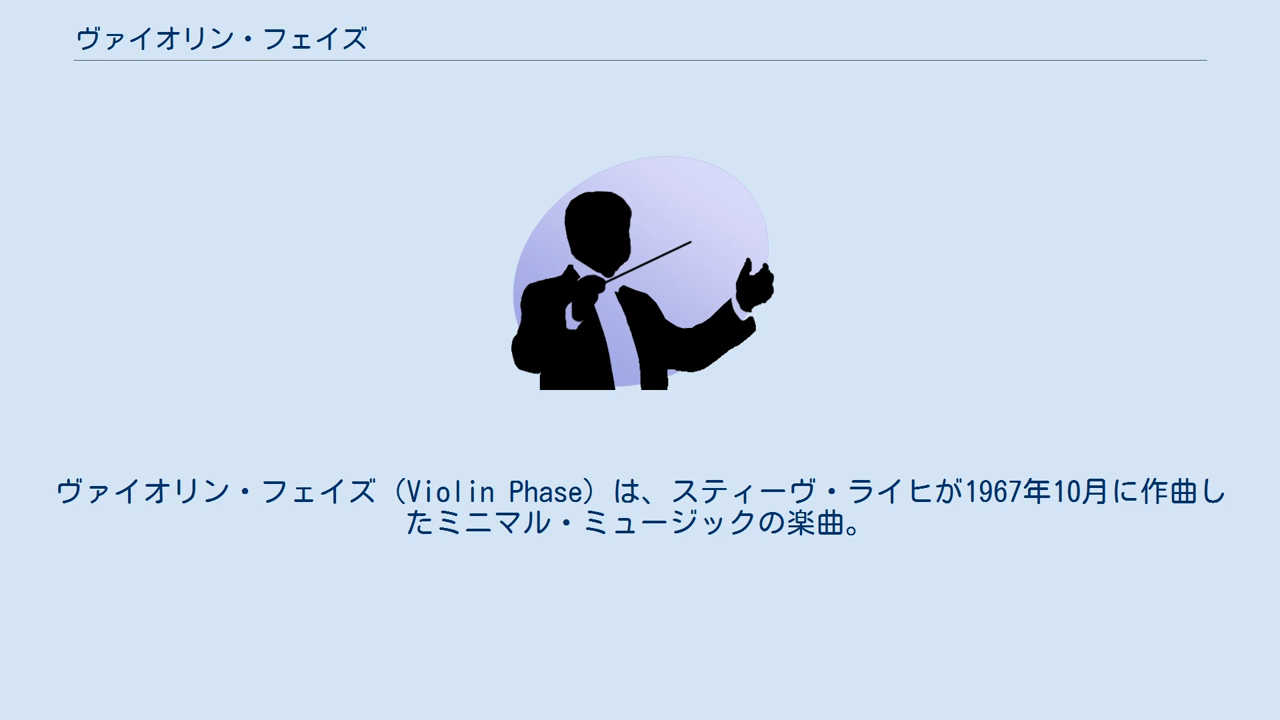 ヴァイオリン・フェイズ
ヴァイオリン・フェイズ（Violin Phase）は、スティーヴ・ライヒが1967年10月に作曲し
たミニマル・ミュージックの楽曲。